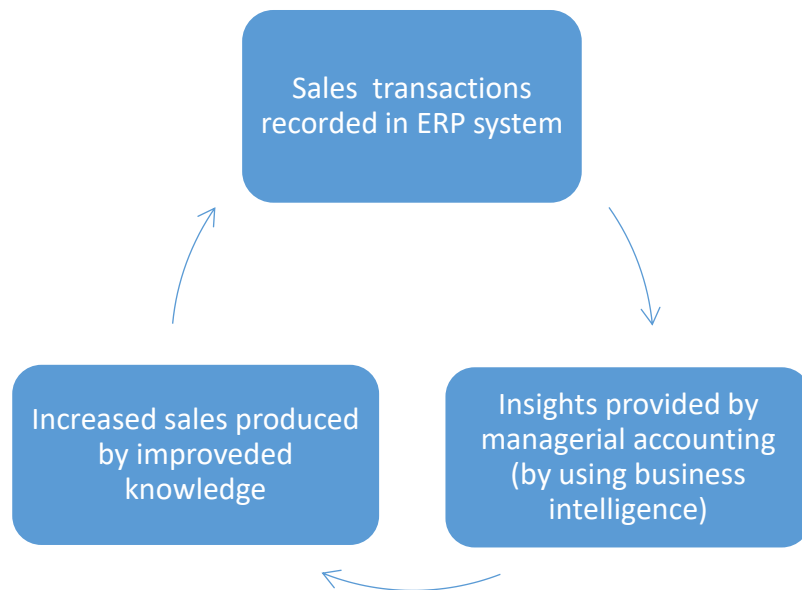 Sales  transactions
recorded in ERP system
Increased sales produced
by improveded
knowledge
Insights provided by
managerial accounting
(by using business
intelligence)